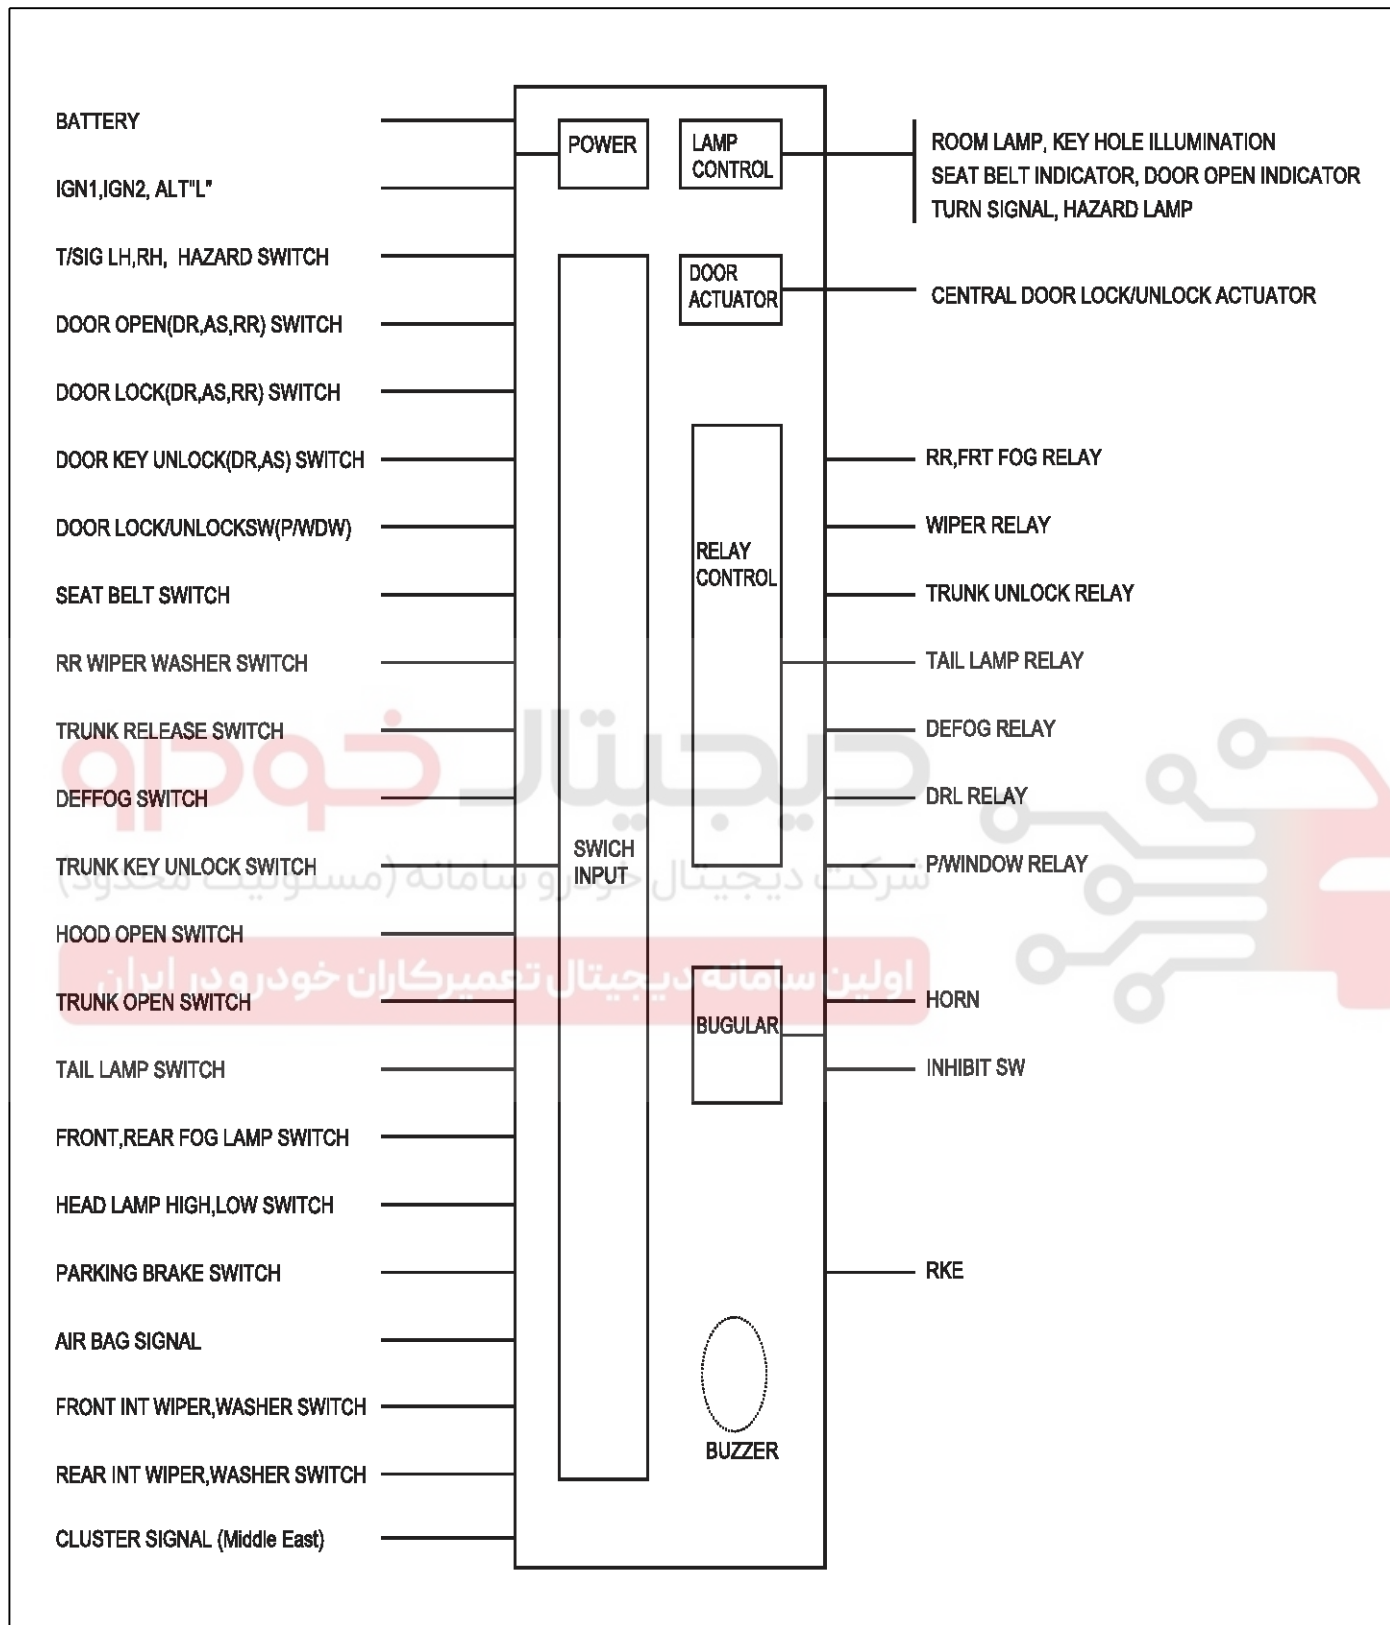 BATTERY
IGN1,IGN2, ALT"L"
T/SIG LH,RH, HAZARD SWITCH
DOOR OPEN(DR,AS,RR) SWITCH
DOOR LOCK(DR,AS,RR) SWITCH
DOOR KEY UNLOCK(DR,AS) SWITCH
DOOR LOCK/UNLOCKSW(P/WDW)
SEAT BELT SWITCH
RR WIPER WASHER SWITCH
TRUNK RELEASE SWITCH
DEFFOG SWITCH
TRUNK KEY UNLOCK SWITCH
HOOD OPEN SWITCH
TRUNK OPEN SWITCH
TAIL LAMP SWITCH
FRONT,REAR FOG LAMP SWITCH
HEAD LAMP HIGH,LOW SWITCH
PARKING BRAKE SWITCH
AIR BAG SIGNAL
FRONT INT WIPER,WASHER SWITCH
REAR INT WIPER,WASHER SWITCH
CLUSTER SIGNAL (Middle East)
POWER
SWICH
INPUT
LAMP
CONTROL
DOOR
ACTUATOR
RELAY
CONTROL
BUGULAR
BUZZER
ROOM LAMP, KEY HOLE ILLUMINATION
SEAT BELT INDICATOR, DOOR OPEN INDICATOR
TURN SIGNAL, HAZARD LAMP
CENTRAL DOOR LOCK/UNLOCK ACTUATOR
RR,FRT FOG RELAY
WIPER RELAY
TRUNK UNLOCK RELAY
TAIL LAMP RELAY
DEFOG RELAY
DRL RELAY
P/WINDOW RELAY
HORN
INHIBIT SW
RKE
دیجیتال خودرو
شرکت دیجیتال خودرو سامانه (مسئولیت محدود)
اولین سامانه دیجیتال تعمیرکاران خودرو در ایران